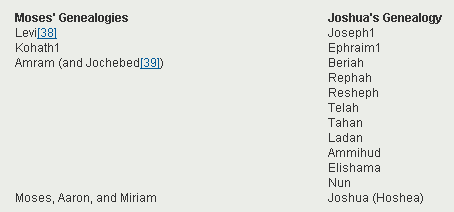 Moses' Genealogies Joshua's Genealogy
Levi[38] Joseph1
Kohath1 Ephraim1
Amram (and Jochebed[39]) Beriah
Rephah
Resheph
Telah
Tahan
Ladan
Ammihud
Elishama
Nun
Moses, Aaron, and Miriam Joshua (Hoshea)